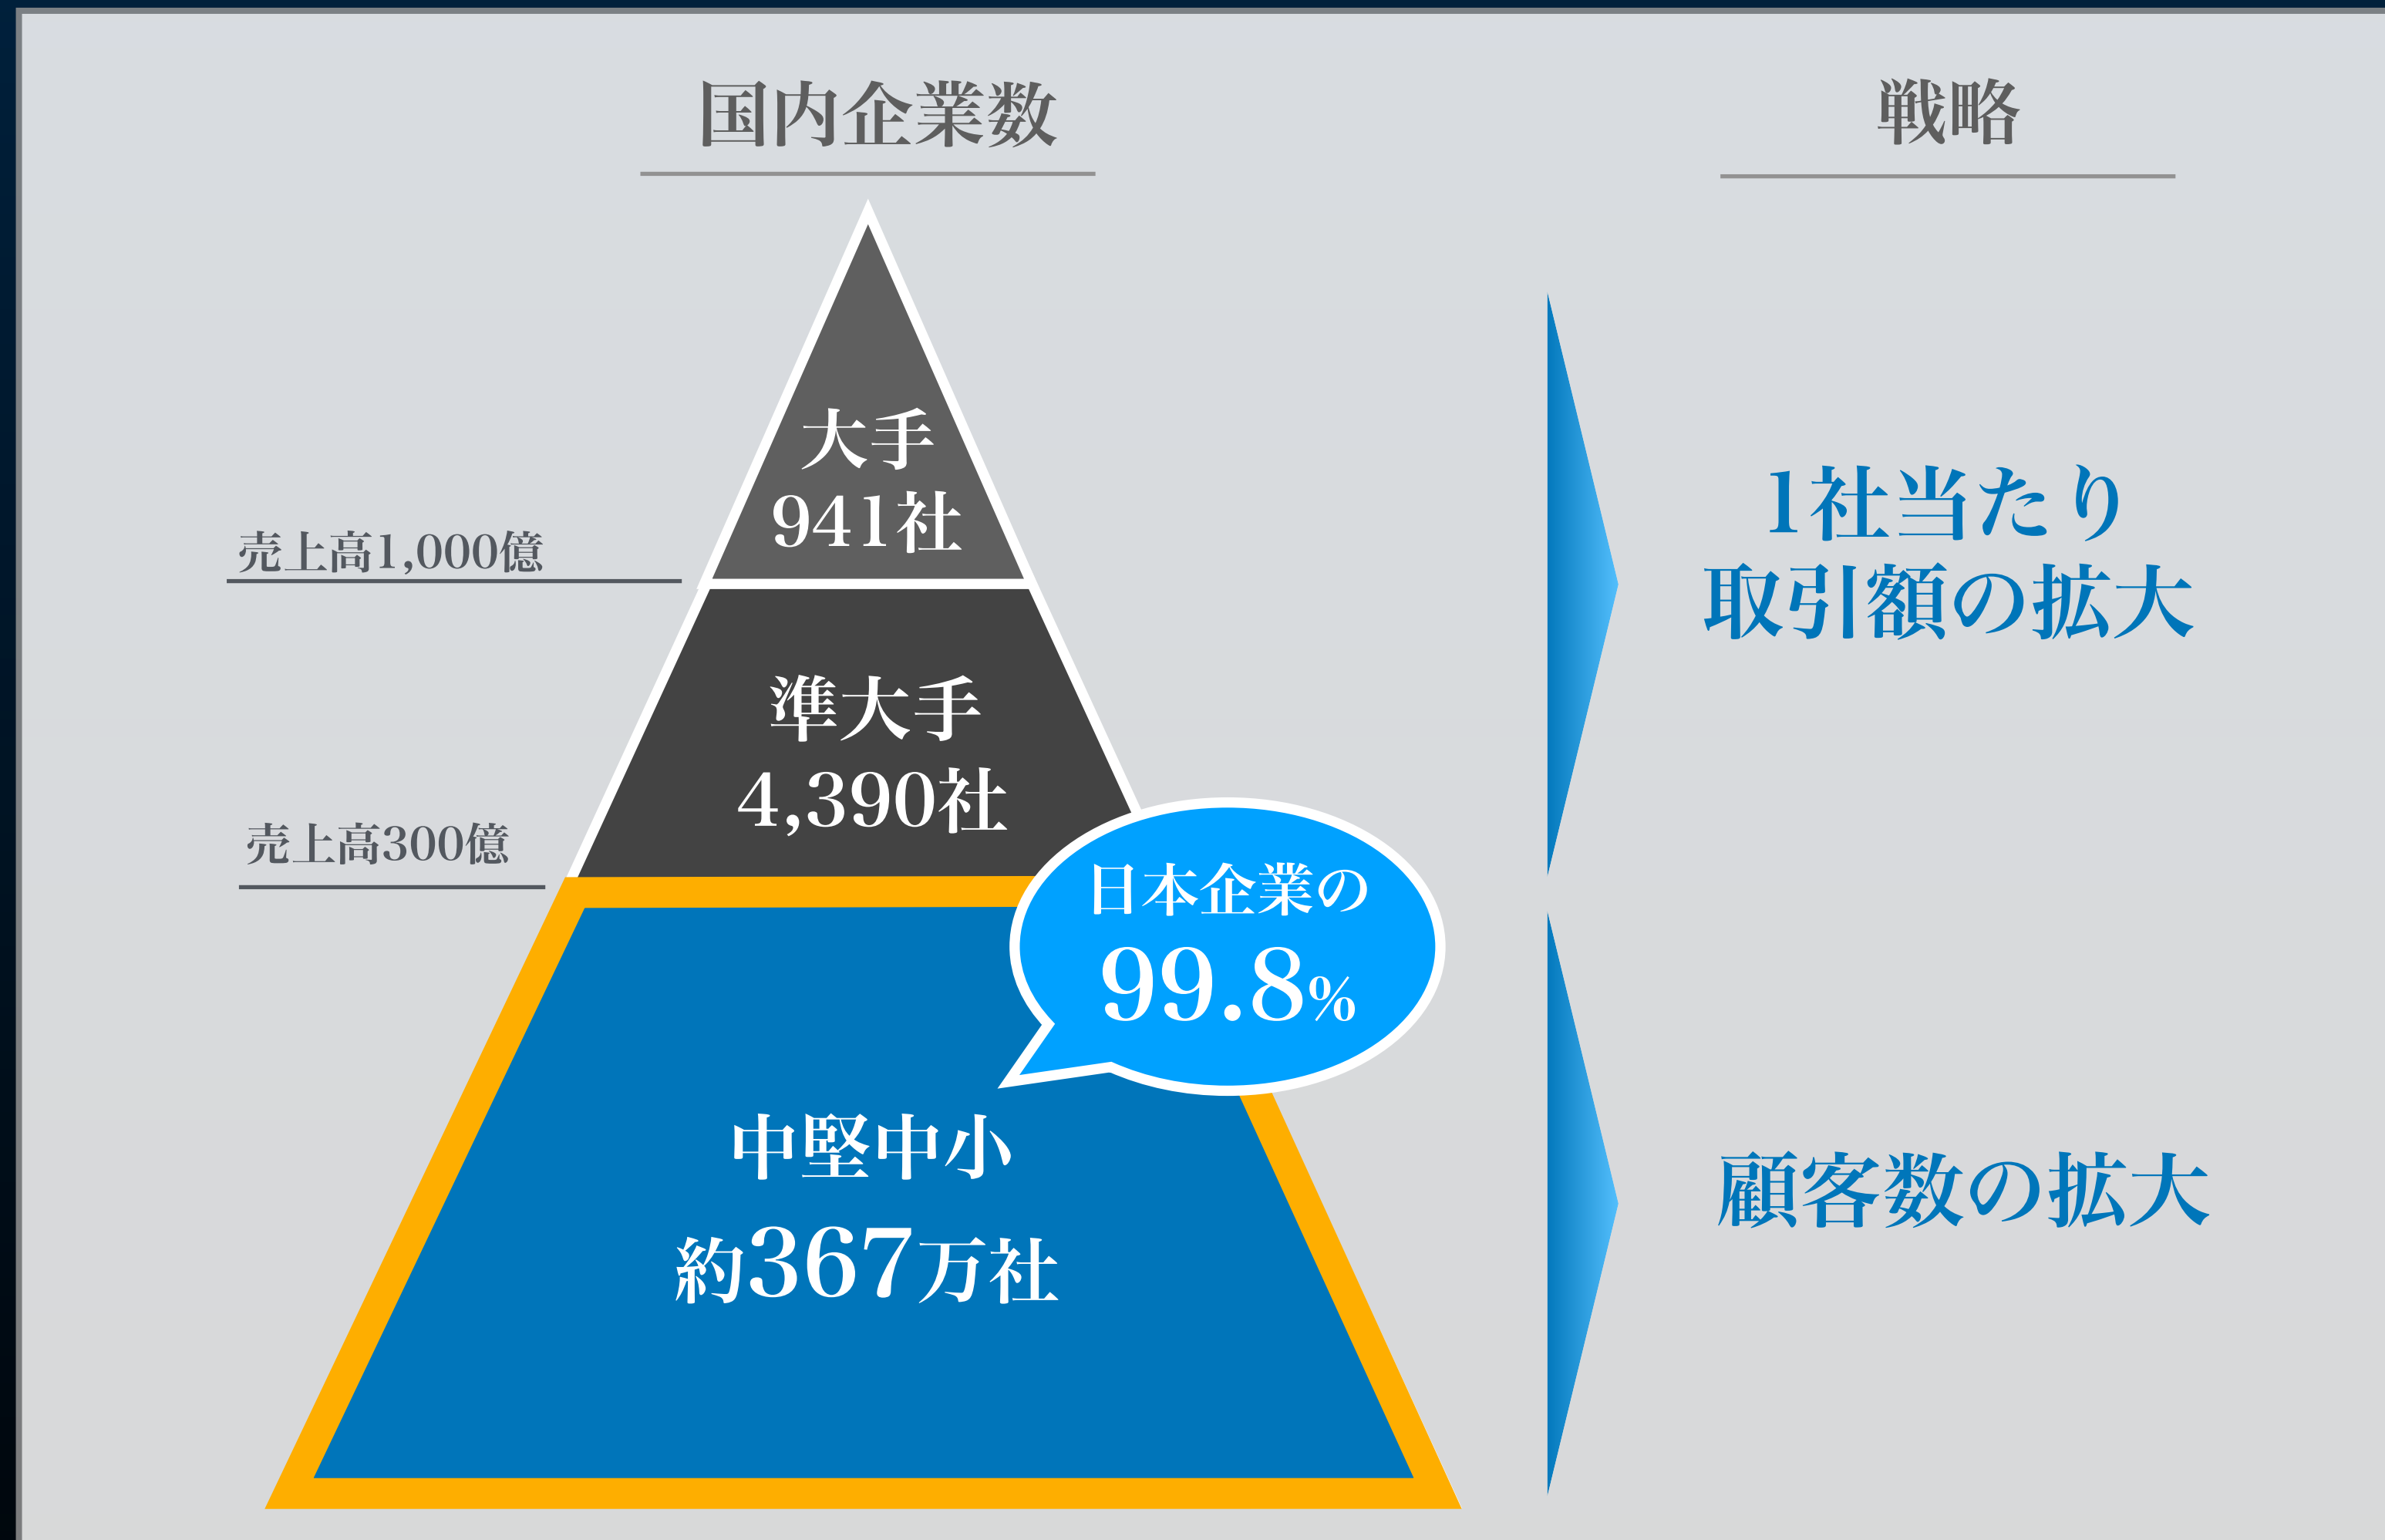 国内企業数
戦略
大手
941社
売上高1,000億
1社当たり
取引額の拡大
準大手
4,390社
売上高300億
日本企業の
99.8%
中堅中小
約367万社
顧客数の拡大